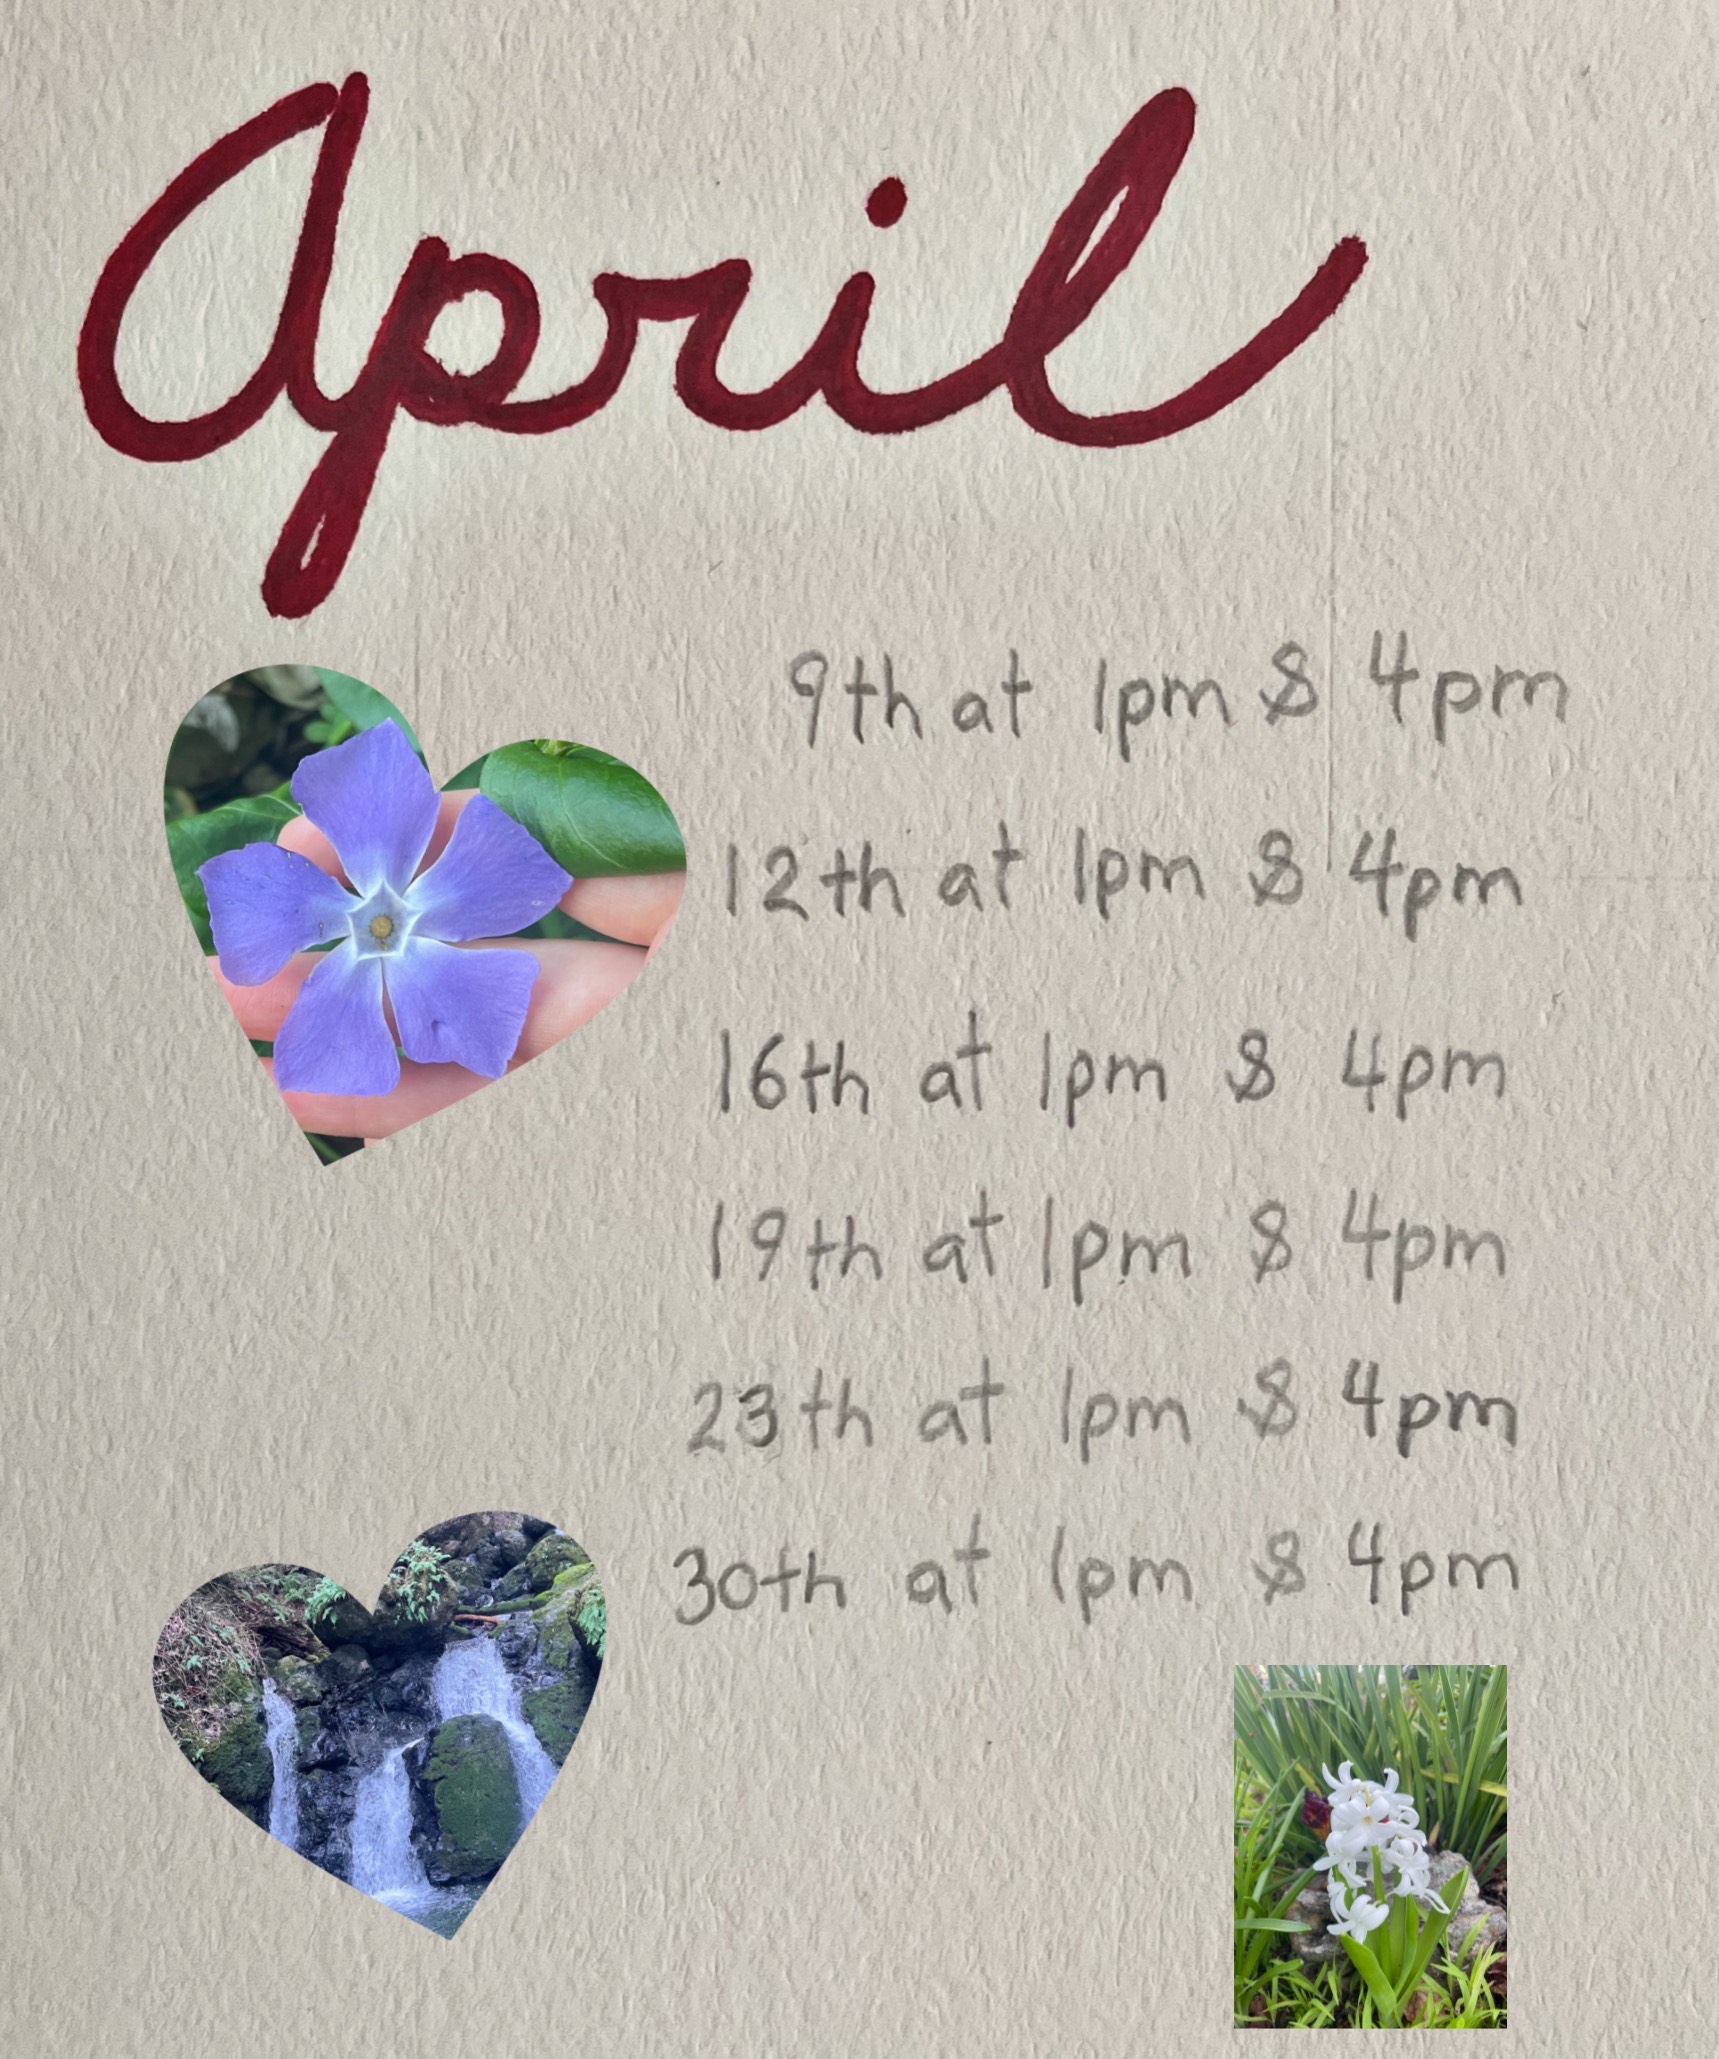 April
9th at 1pm & 4pm
12th at 1pm & 4pm
16th at 1pm & 4pm
19th at 1pm & 4pm
23th at 1pm & 4pm
30th at 1pm & 4pm